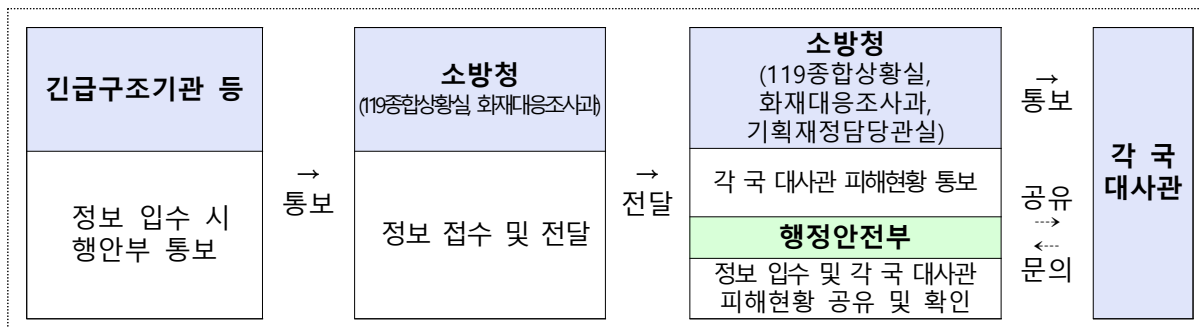 긴급구조기관 등
정보 입수 시
행안부 통보
→
통보
소방청
(119종합상황실, 화재대응조사과)
정보 접수 및 전달
→
전달
소방청
(119종합상황실,
화재대응조사과,
기획재정담당관실)
각 국 대사관 피해현황 통보
행정안전부
정보 입수 및 각 국 대사관
피해현황 공유 및 확인
→
통보
공유
⇢
⇠
문의
각 국
대사관